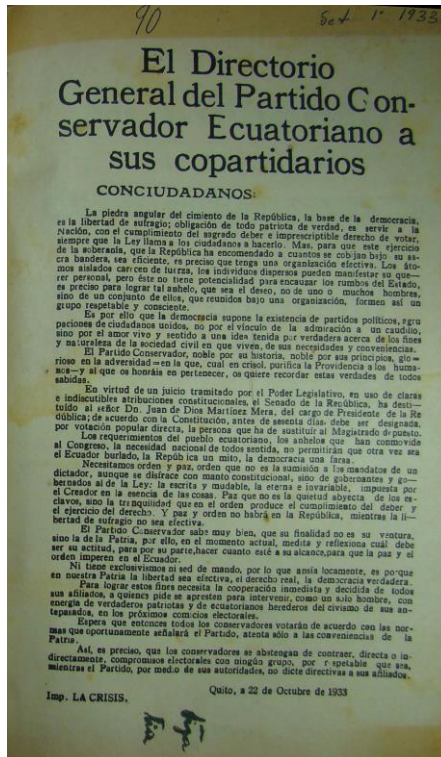 90
Oct 1º 1933
El Directorio
General del Partido Con-
servador Ecuatoriano a
sus copartidarios
CONCIUDADANOS:
La piedra angular del cimiento de la República, la base de la democracia,
es la libertad de sufragio; obligación de todo patriota de verdad, es servir a la
Nación, con el cumplimiento del sagrado deber e imprescriptible derecho de votar,
siempre que la Ley llama a los ciudadanos a hacerlo. Mas, para que este ejercicio
de la soberanía, que la República ha encomendado a cuantos se cobijan bajo su sa-
cra bandera, sea eficiente, es preciso que tenga una organización efectiva. Los áto-
mos aislados carecen de fuerza, los individuos dispersos pueden manifestar su que-
rer personal, pero éste no tiene potencialidad para encauzar los rumbos del Estado,
es preciso para lograr tal anhelo, que sea el deseo, no de uno o muchos hombres,
sino de un conjunto de ellos, que reunidos bajo una organización, formen así un
grupo respetable y consciente.
Es por ello que la democracia supone la existencia de partidos políticos, agru
paciones de ciudadanos unidos, no por el vínculo de la admiración a un caudillo,
sino por el amor vivo y sentido a una idea tenida por verdadera acerca de los fines
y naturaleza de la sociedad civil en que viven, de sus necesidades y conveniencias.
El Partido Conservador, noble por su historia, noble por sus principios, glo-
rioso en la adversidad—en la que, cual en crisol, purifica la Providencia a los huma-
nos—y al que os honráis en pertenecer, os quiere recordar estas verdades de todos
sabidas.
En virtud de un juicio tramitado por el Poder Legislativo, en uso de claras
e indiscutibles atribuciones constitucionales, el Senado de la República, ha desti-
tuído al señor Dn. Juan de Dios Martínez Mera, del cargo de Presidente de la Re
pública; de acuerdo con la Constitución, antes de sesenta días debe ser designada,
por votación popular directa, la persona que ha de sustituir al Magistrado depuesto.
Los requerimientos del pueblo ecuatoriano, los anhelos que han conmovido
al Congreso, la necesidad nacional de todos sentida, no permitirán que otra vez sea
el Ecuador burlado, la República un mito, la democracia una farsa.
Necesitamos orden y paz, orden que no es la sumisión a los mandatos de un
dictador, aunque se disfrace con manto constitucional, sino de gobernantes y go-
bernados al de la Ley: la escrita y mudable, la eterna e invariable, impuesta por
el Creador en la esencia de las cosas. Paz que no es la quietud abyecta de los es-
clavos, sino la tranquilidad que en el orden produce el cumplimiento del deber y
el ejercicio del derecho. Y paz y orden no habrá en la República, mientras la li-
bertad de sufragio no sea efectiva.
El Partido Conservador sabe muy bien, que su finalidad no es su ventura,
sino la de la Patria, por ello, en el momento actual, medita y reflexiona cuál debe
ser su actitud, para por su parte, hacer cuanto esté a su alcance, para que la paz y el
orden imperen en el Ecuador.
Ni tiene exclusivismos ni sed de mando, por lo que ansía locamente, es porque
en nuestra Patria la libertad sea efectiva, el derecho real, la democracia verdadera.
Para lograr estos fines necesita la cooperación inmediata y decidida de todos
sus afiliados, a quienes pide se apresten para intervenir, como un solo hombre, con
energía de verdaderos patriotas y de ecuatorianos herederos del civismo de sus an-
tepasados, en los próximos comicios electorales.
Espera que entonces todos los conservadores votarán de acuerdo con las nor-
mas que oportunamente señalará el Partido, atenta sólo a las conveniencias de la
Patria.
Así, es preciso, que los conservadores se abstengan de contraer, directa o in-
directamente, compromisos electorales con ningún grupo, por respetable que sea,
mientras el Partido, por medio de sus autoridades, no dicte directivas a sus afiliados.
Quito, a 22 de Octubre de 1933
Imp. LA CRISIS.